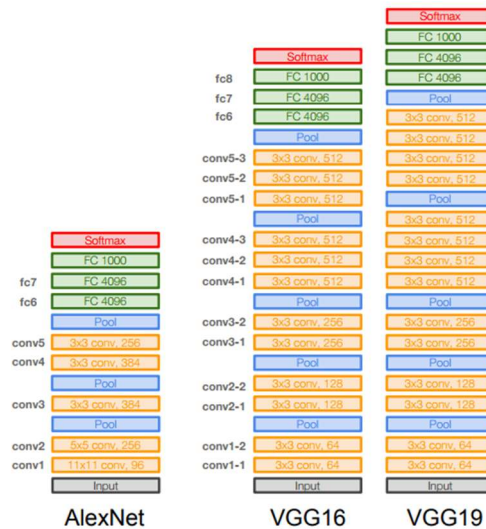 Softmax
FC 1000
fc7 FC 4096
fc6 FC 4096
Pool
conv5 3x3 conv, 256
conv4 3x3 conv, 384
Pool
conv3 3x3 conv, 384
Pool
conv2 5x5 conv, 256
conv1 11x11 conv, 96
Input
AlexNet
Softmax
fc8 FC 1000
fc7 FC 4096
fc6 FC 4096
Pool
conv5-3 3x3 conv, 512
conv5-2 3x3 conv, 512
conv5-1 3x3 conv, 512
Pool
conv4-3 3x3 conv, 512
conv4-2 3x3 conv, 512
conv4-1 3x3 conv, 512
Pool
conv3-2 3x3 conv, 256
conv3-1 3x3 conv, 256
Pool
conv2-2 3x3 conv, 128
conv2-1 3x3 conv, 128
Pool
conv1-2 3x3 conv, 64
conv1-1 3x3 conv, 64
Input
VGG16
Softmax
FC 1000
FC 4096
FC 4096
Pool
3x3 conv, 512
3x3 conv, 512
3x3 conv, 512
3x3 conv, 512
Pool
3x3 conv, 512
3x3 conv, 512
3x3 conv, 512
3x3 conv, 512
Pool
3x3 conv, 256
3x3 conv, 256
Pool
3x3 conv, 128
3x3 conv, 128
Pool
3x3 conv, 64
3x3 conv, 64
Input
VGG19